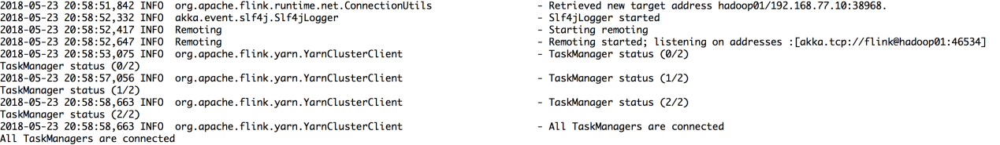 2018-05-23 20:58:51,842 INFO  org.apache.flink.runtime.net.ConnectionUtils                  - Retrieved new target address hadoop01/192.168.77.10:38968.
2018-05-23 20:58:52,332 INFO  akka.event.slf4j.Slf4jLogger                                  - Slf4jLogger started
2018-05-23 20:58:52,417 INFO  Remoting                                                      - Starting remoting
2018-05-23 20:58:52,647 INFO  Remoting                                                      - Remoting started; listening on addresses :[akka.tcp://flink@hadoop01:46534]
2018-05-23 20:58:53,075 INFO  org.apache.flink.yarn.YarnClusterClient                       - TaskManager status (0/2)
TaskManager status (0/2)
2018-05-23 20:58:57,056 INFO  org.apache.flink.yarn.YarnClusterClient                       - TaskManager status (1/2)
TaskManager status (1/2)
2018-05-23 20:58:58,663 INFO  org.apache.flink.yarn.YarnClusterClient                       - TaskManager status (2/2)
TaskManager status (2/2)
2018-05-23 20:58:58,663 INFO  org.apache.flink.yarn.YarnClusterClient                       - All TaskManagers are connected
All TaskManagers are connected